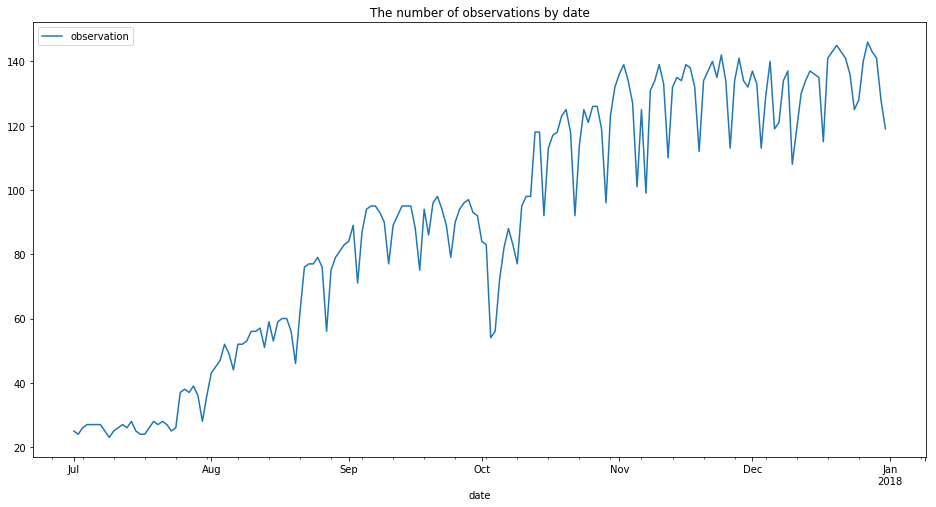 The number of observations by date
observation
140
120
100
80
60
40
20
Jul Aug Sep Oct Nov Dec Jan
2018
date